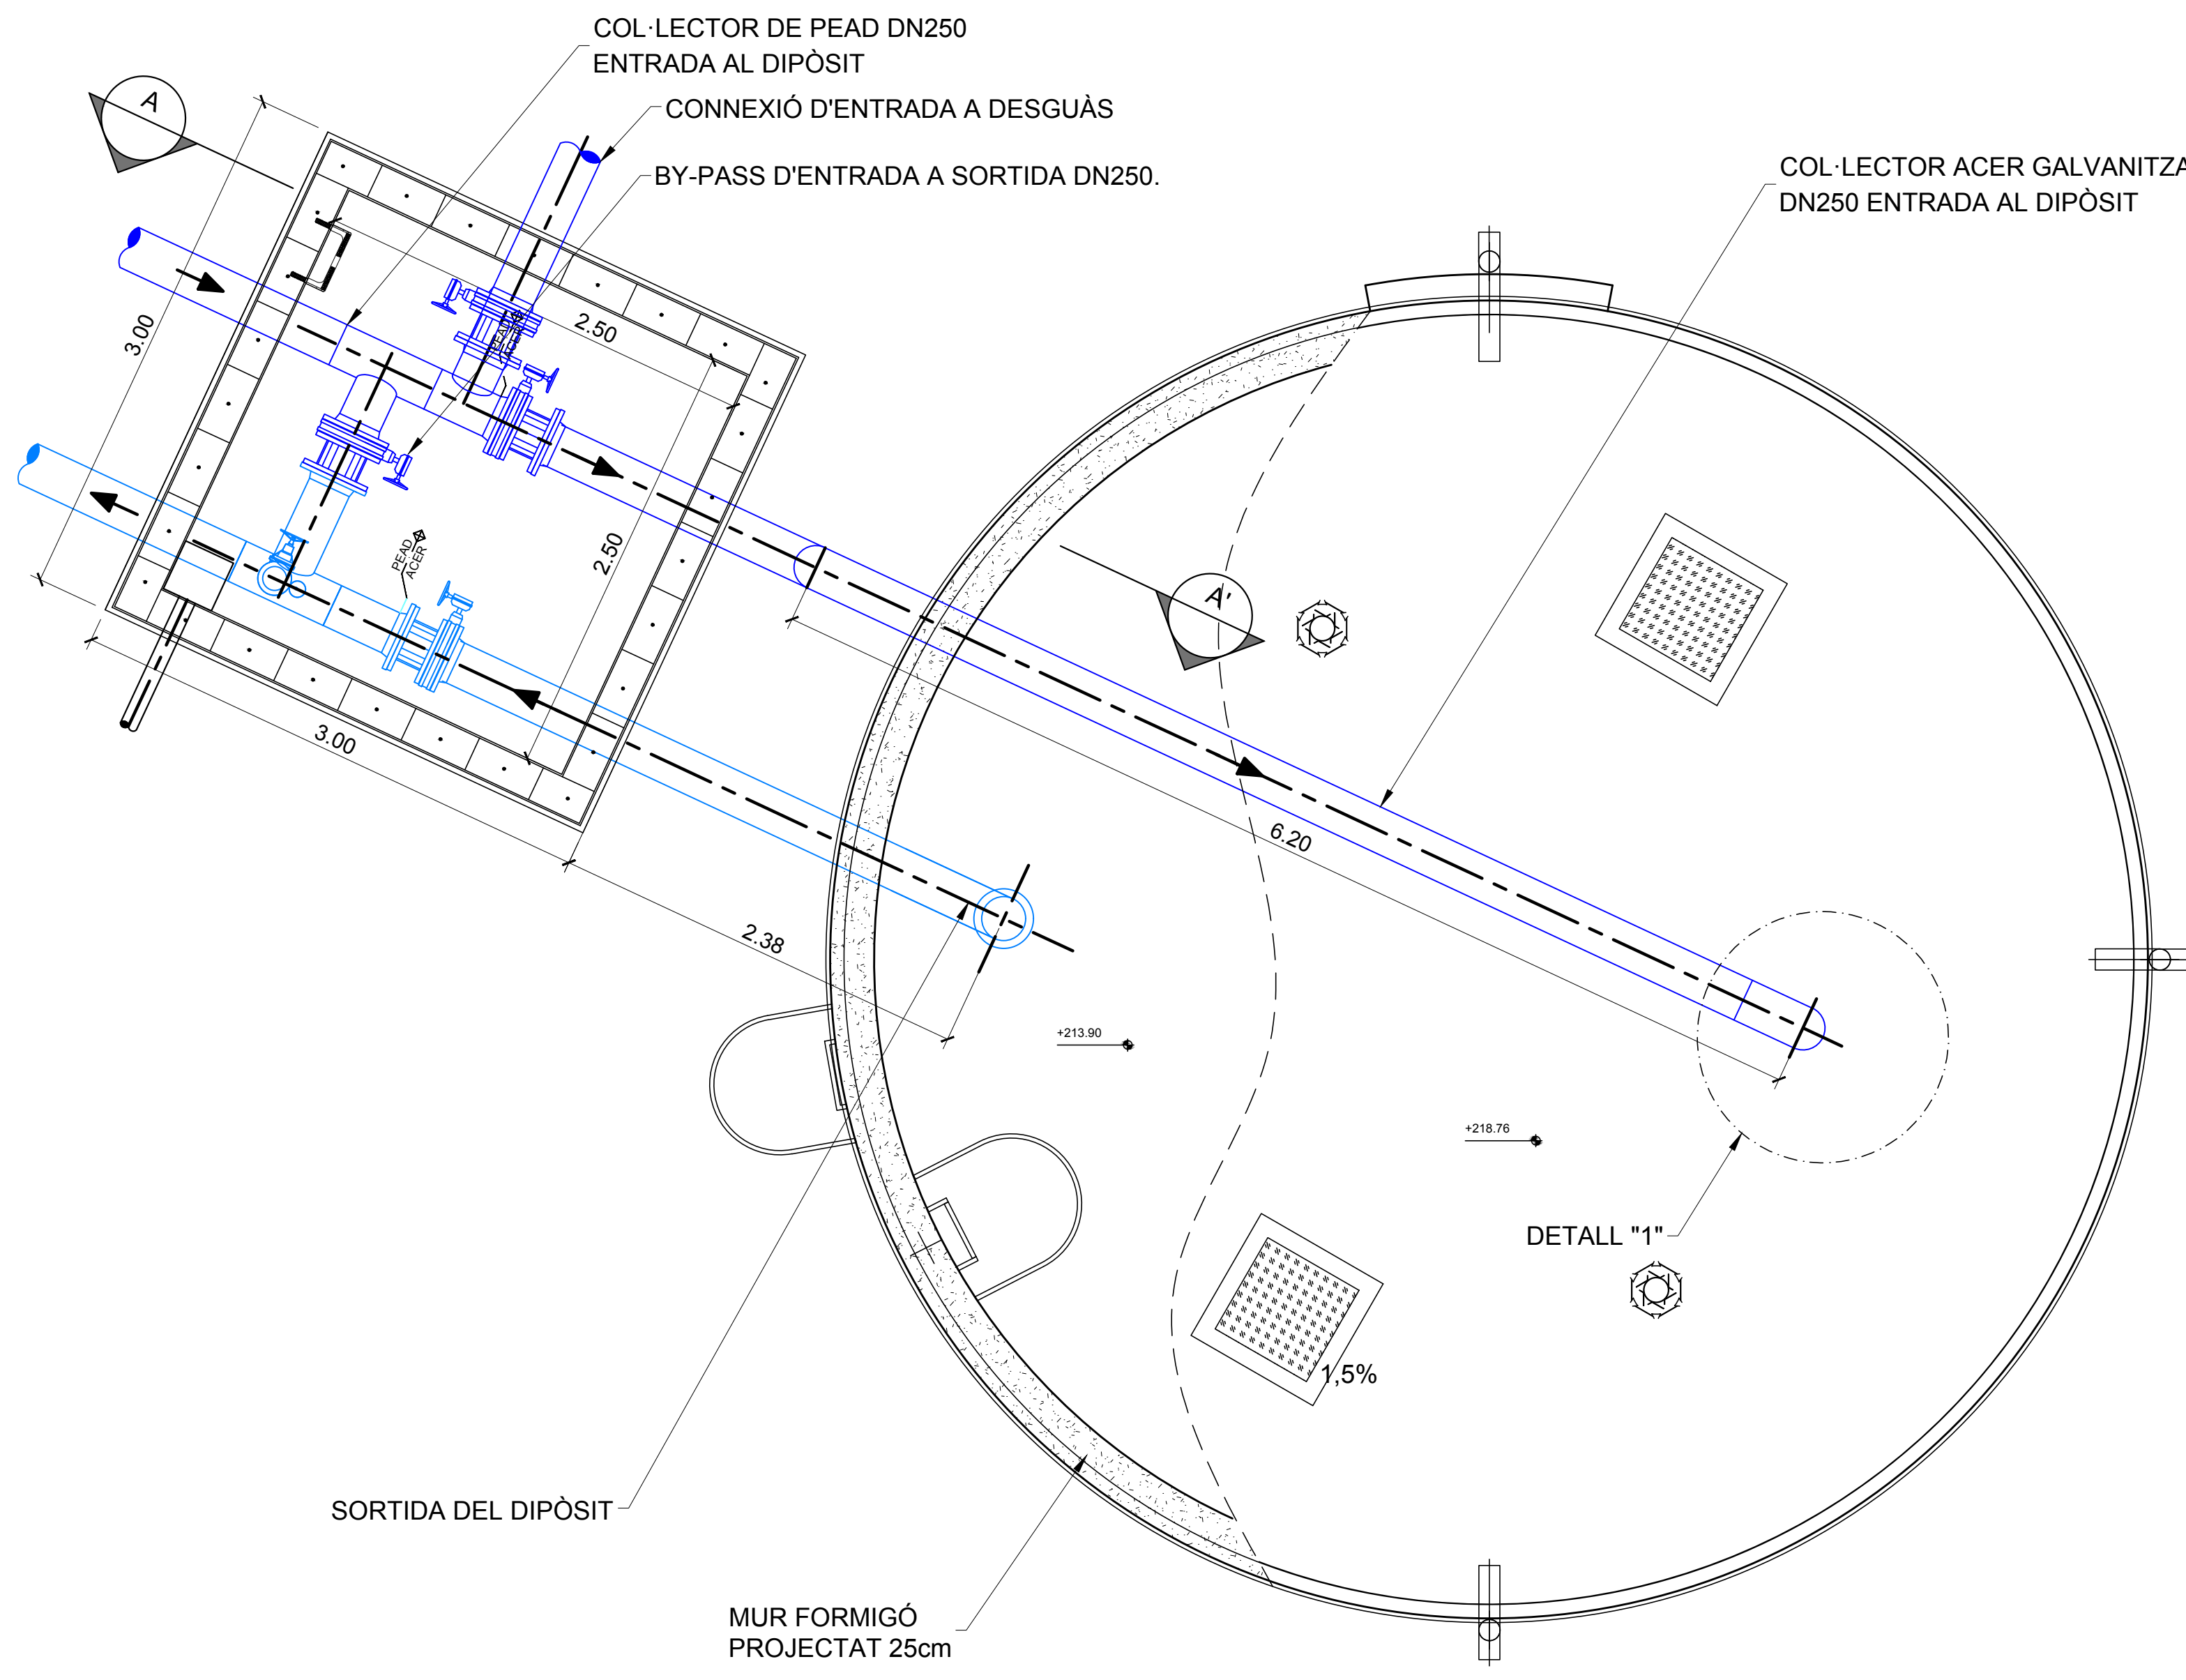 COL·LECTOR DE PEAD DN250
ENTRADA AL DIPÒSIT
CONNEXIÓ D'ENTRADA A DESGUÀS
BY-PASS D'ENTRADA A SORTIDA DN250.
COL·LECTOR ACER GALVANITZA
DN250 ENTRADA AL DIPÒSIT
A
3.00
2.50
PEAD
ACER
2.50
PEAD
ACER
A'
3.00
6.20
2.38
+213.90
+218.76
DETALL "1"
1,5%
SORTIDA DEL DIPÒSIT
MUR FORMIGÓ
PROJECTAT 25cm